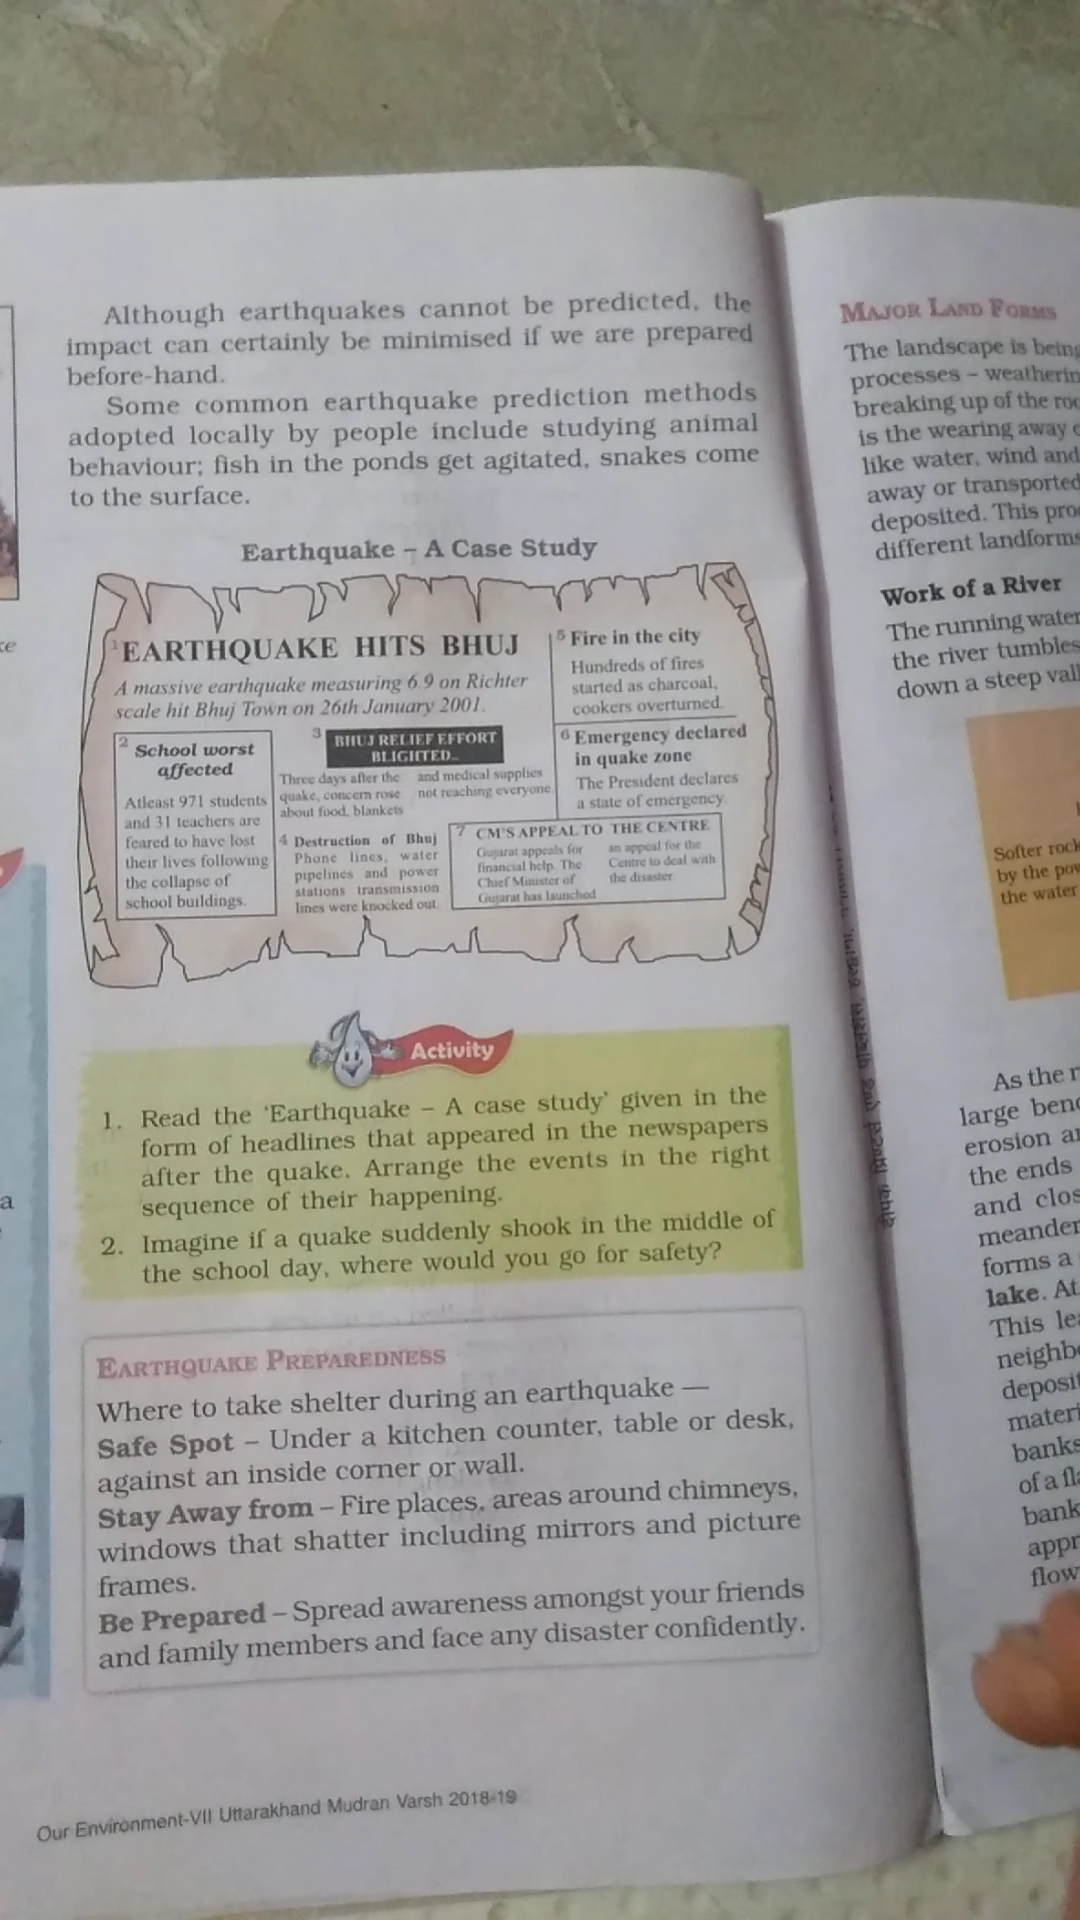 Although earthquakes cannot be predicted, the
impact can certainly be minimised if we are prepared
before-hand.
Some common earthquake prediction methods
adopted locally by people include studying animal
behaviour; fish in the ponds get agitated, snakes come
to the surface.
Earthquake – A Case Study
1 EARTHQUAKE HITS BHUJ
A massive earthquake measuring 6.9 on Richter
scale hit Bhuj Town on 26th January 2001.
2 School worst
affected
Atleast 971 students
and 31 teachers are
feared to have lost
their lives following
the collapse of
school buildings.
3 BHUJ RELIEF EFFORT
BLIGHTED..
Three days after the
quake, concern rose
about food, blankets
and medical supplies
not reaching everyone
4 Destruction of Bhuj
Phone lines, water
pipelines and power
stations transmission
lines were knocked out.
5 Fire in the city
Hundreds of fires
started as charcoal,
cookers overturned.
6 Emergency declared
in quake zone
The President declares
a state of emergency.
7 CM'S APPEAL TO THE CENTRE
Gujarat appeals for
financial help. The
Chief Minister of
Gujarat has launched
an appeal for the
Centre to deal with
the disaster.
Activity
1. Read the 'Earthquake – A case study' given in the
form of headlines that appeared in the newspapers
after the quake. Arrange the events in the right
sequence of their happening.
2. Imagine if a quake suddenly shook in the middle of
the school day, where would you go for safety?
EARTHQUAKE PREPAREDNESS
Where to take shelter during an earthquake —
Safe Spot – Under a kitchen counter, table or desk,
against an inside corner or wall.
Stay Away from – Fire places, areas around chimneys,
windows that shatter including mirrors and picture
frames.
Be Prepared – Spread awareness amongst your friends
and family members and face any disaster confidently.
Our Environment-VII Uttarakhand Mudran Varsh 2018-19
MAJOR LAND FORMS
The landscape is being
processes –
breaking up of the
is the wearing away
like water, wind and
away or transported
deposited. This
different landforms
Work of a River
The running water
the river tumbles
down a steep
Softer rock
by the
the water
As the
large
erosion
the ends
and
meander
forms a
lake. At
This
of a